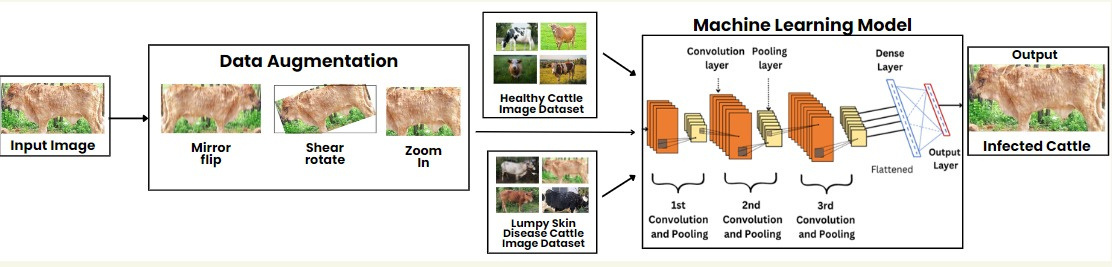 Input Image
Data Augmentation
Mirror
flip
Shear
rotate
Zoom
In
Healthy Cattle
Image Dataset
Lumpy Skin
Disease Cattle
Image Dataset
Machine Learning Model
Convolution
layer
Pooling
layer
Dense
Layer
Flattened
Output
Layer
1st
Convolution
and Pooling
2nd
Convolution
and Pooling
3rd
Convolution
and Pooling
Output
Infected Cattle